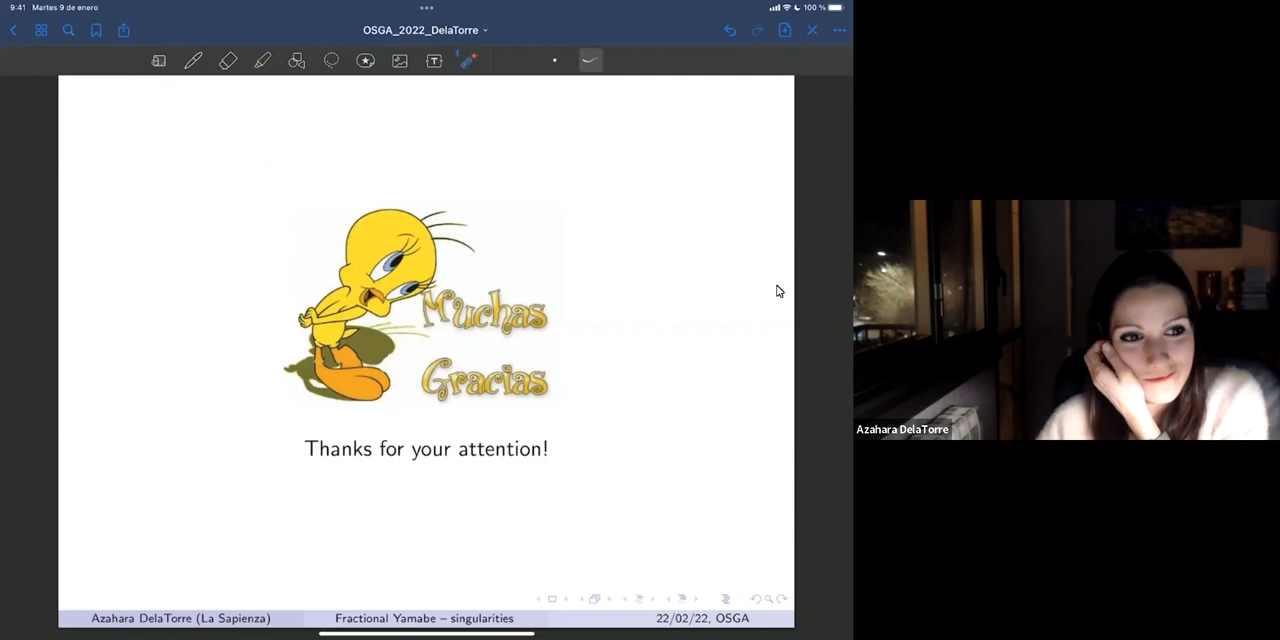 9:41 Martes 9 de enero
100 %
OSGA_2022_DelaTorre
T
Muchas
Gracias
Thanks for your attention!
Azahara DelaTorre
Azahara DelaTorre (La Sapienza) Fractional Yamabe – singularities 22/02/22, OSGA